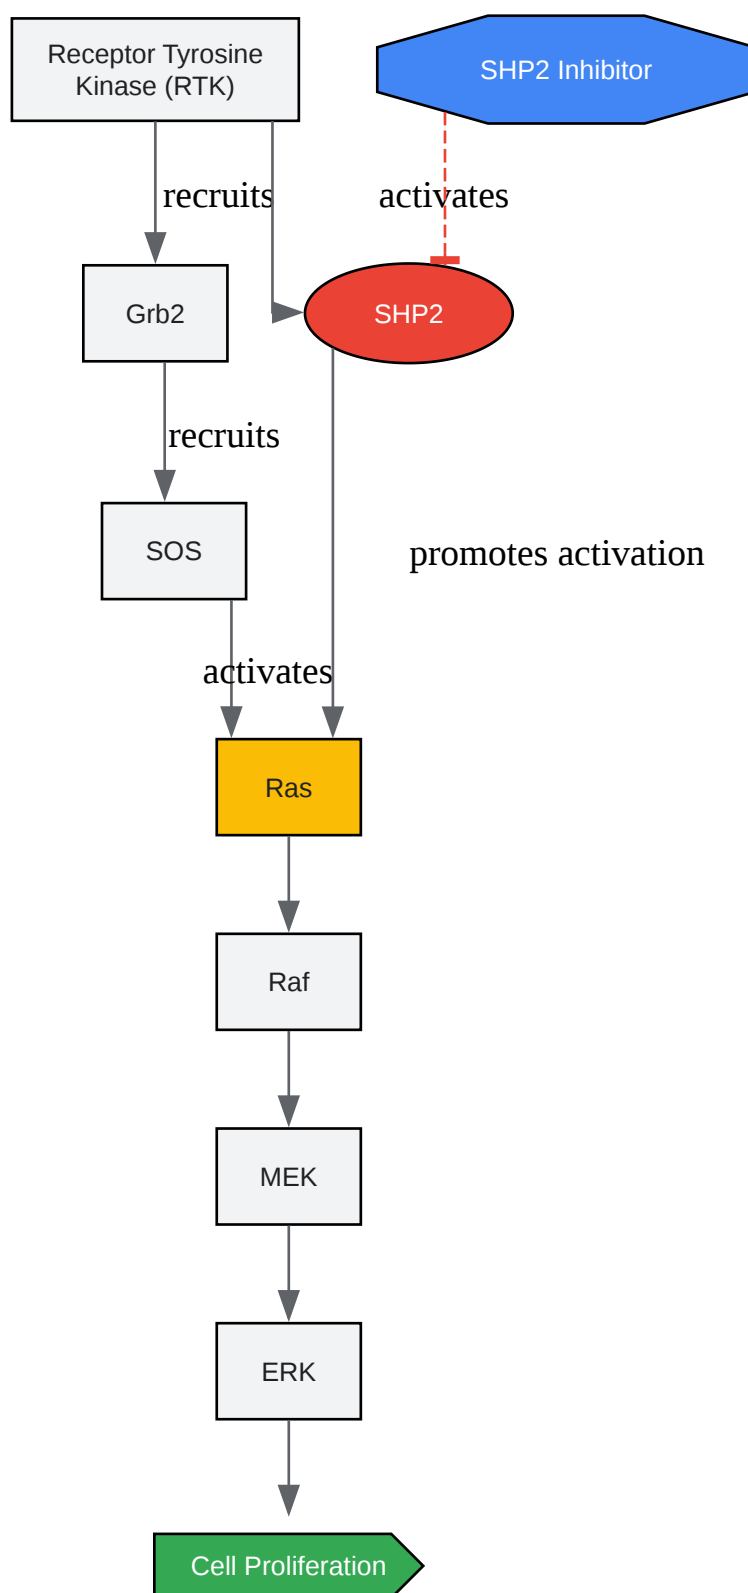 Receptor Tyrosine
Kinase (RTK)
SHP2 Inhibitor
recruits
activates
Grb2
SHP2
recruits
SOS
promotes activation
activates
Ras
Raf
MEK
ERK
Cell Proliferation